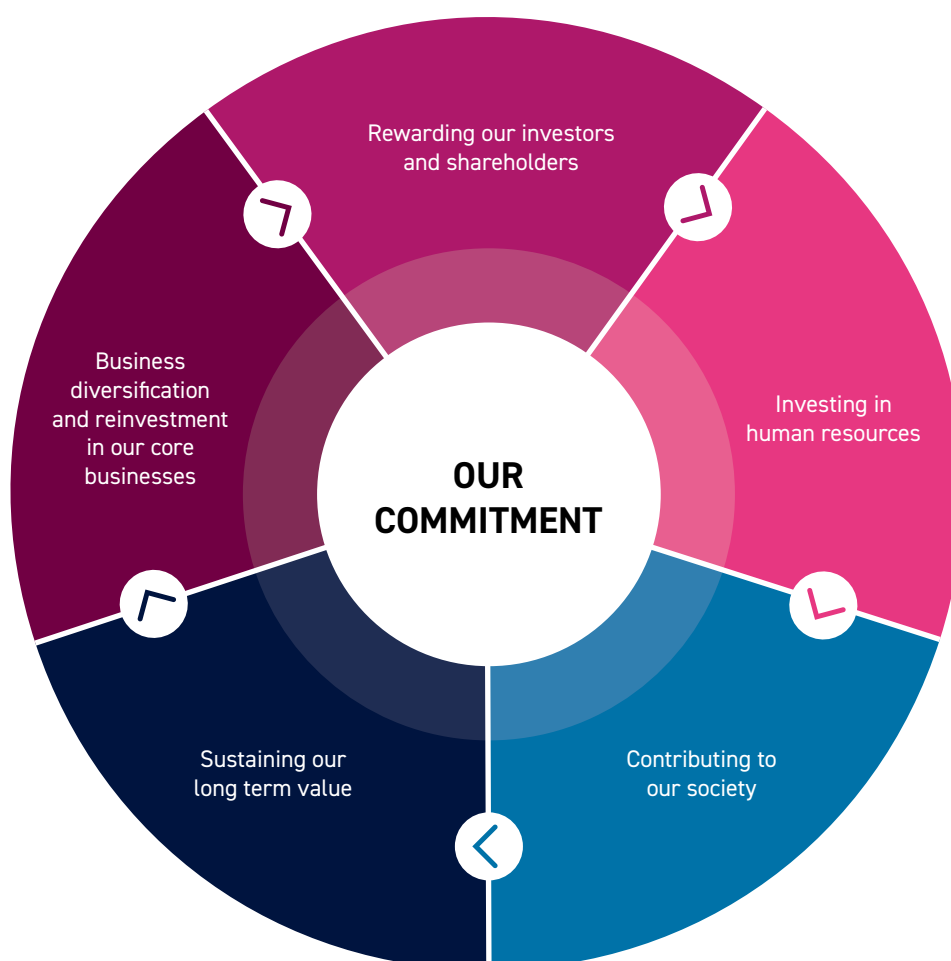 Rewarding our investors
and shareholders
Investing in
human resources
Contributing to
our society
Sustaining our
long term value
Business
diversification
and reinvestment
in our core
businesses
OUR
COMMITMENT